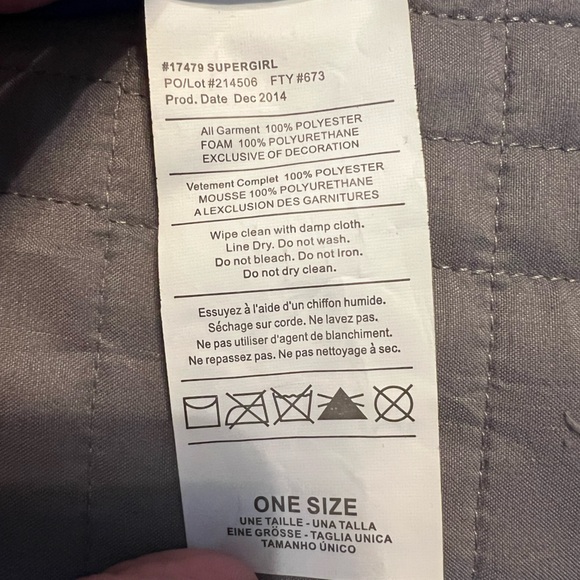 #17479 SUPERGIRL
PO/Lot #214506 FTY #673
Prod. Date Dec 2014
All Garment 100% POLYESTER
FOAM 100% POLYURETHANE
EXCLUSIVE OF DECORATION
Vetement Complet 100% POLYESTER
MOUSSE 100% POLYURETHANE
A LEXCLUSION DES GARNITURES
Wipe clean with damp cloth.
Line Dry. Do not wash.
Do not bleach. Do not Iron.
Do not dry clean.
Essuyez à l'aide d'un chiffon humide.
Séchage sur corde. Ne lavez pas.
Ne pas utiliser d'agent de blanchiment.
Ne repassez pas. Ne pas nettoyage à sec.
ONE SIZE
UNE TAILLE - UNA TALLA
EINE GRÖSSE - TAGLIA UNICA
TAMANHO ÚNICO